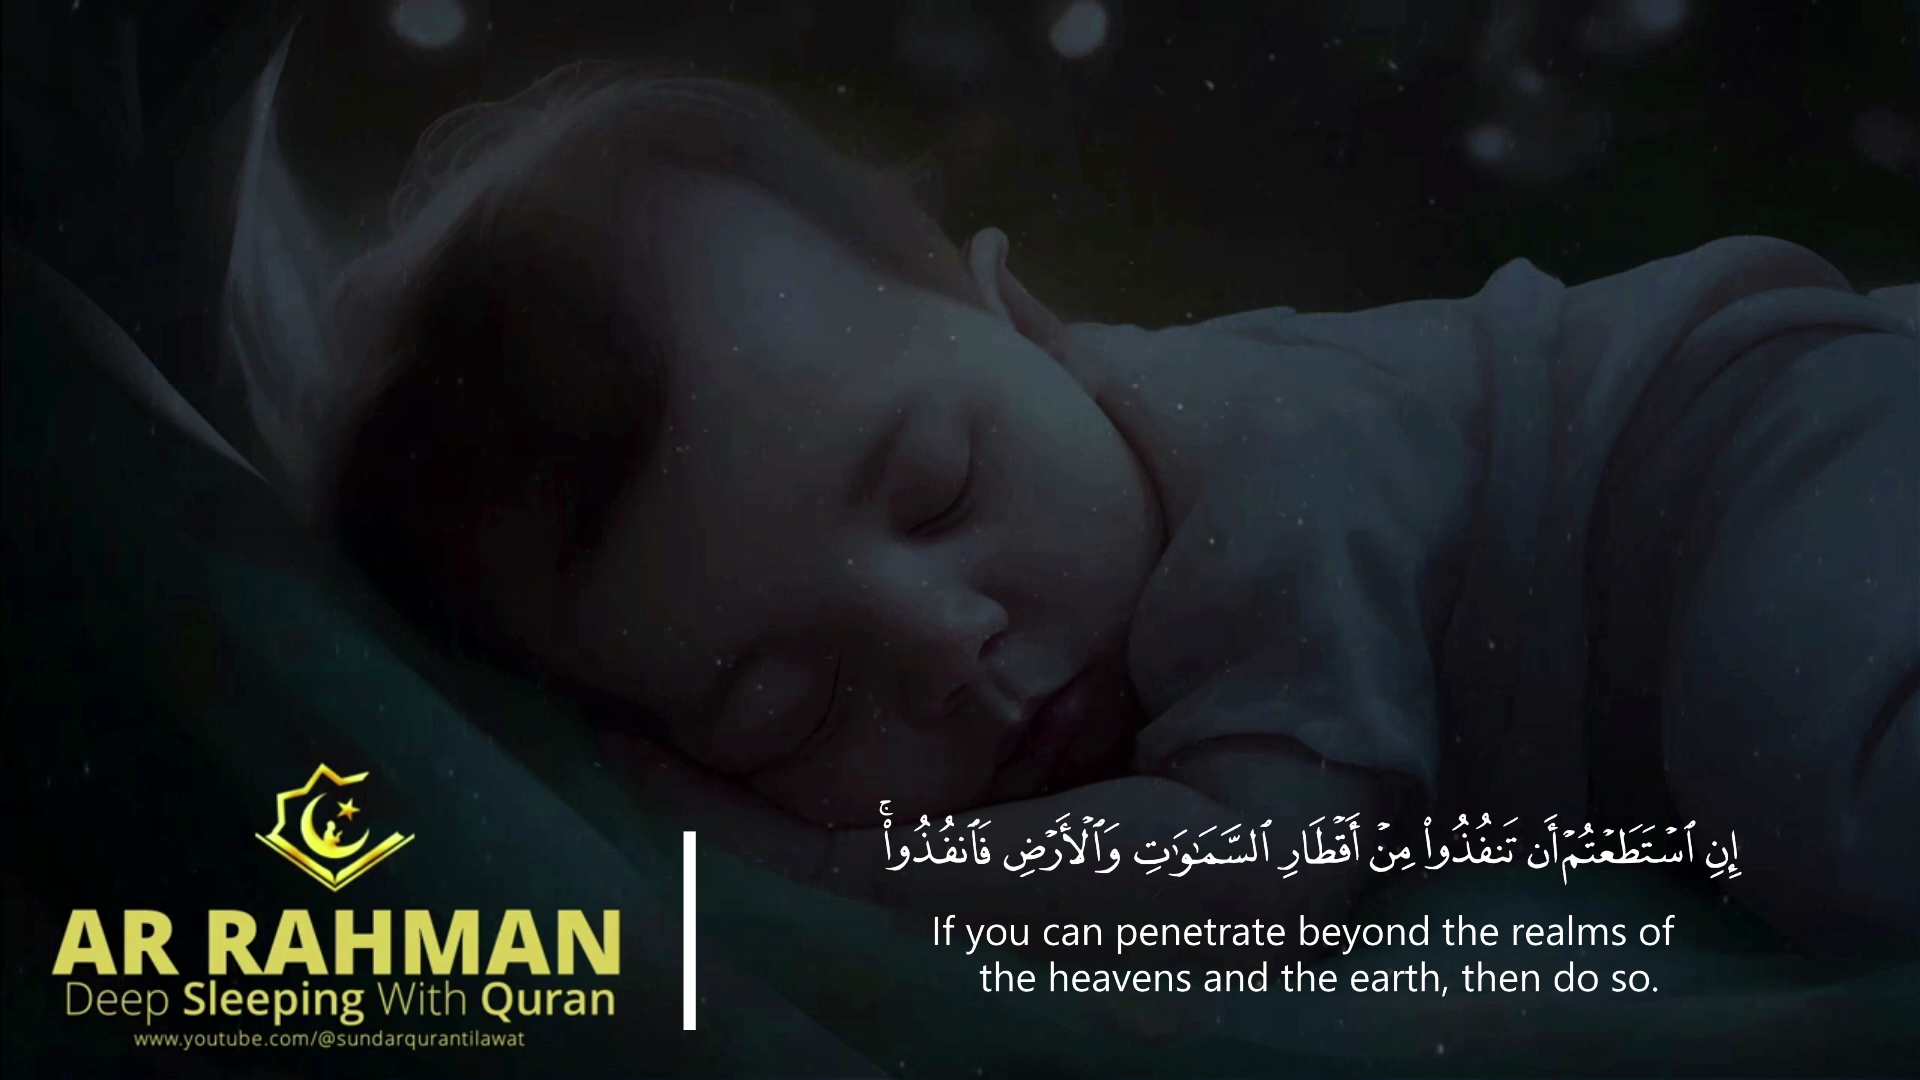 AR RAHMAN
Deep Sleeping With Quran
www.youtube.com/@sundarqurantilawat
إِنِ ٱسۡتَطَعۡتُمۡ أَن تَنفُذُواْ مِنۡ أَقۡطَارِ ٱلسَّمَٰوَٰتِ وَٱلۡأَرۡضِ فَٱنفُذُواْۚ
If you can penetrate beyond the realms of
the heavens and the earth, then do so.